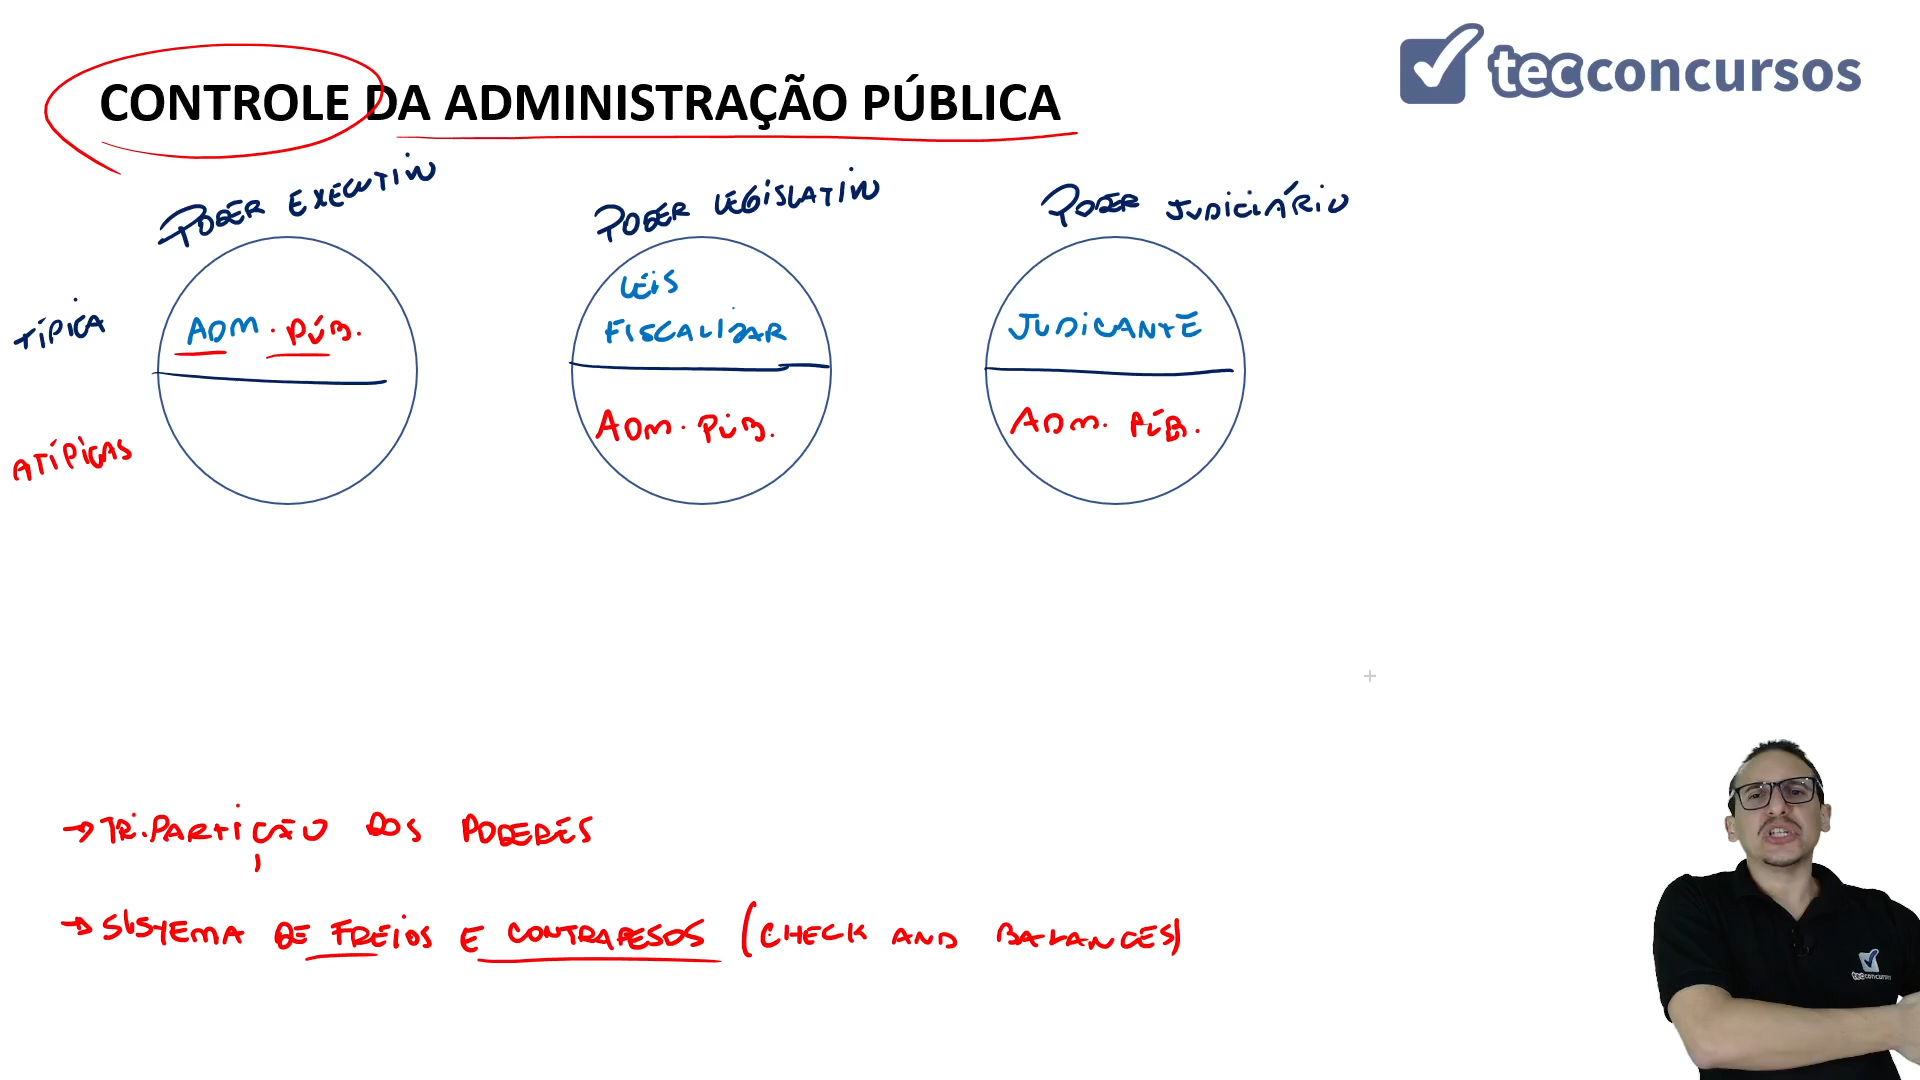 CONTROLE DA ADMINISTRAÇÃO PÚBLICA
tecconcursos
PODER EXECUTIVO
PODER LEGISLATIVO
PODER JUDICIÁRIO
TÍPICA
ADM. PÚB.
LEIS
FISCALIZAR
JUDICANTE
ATÍPICAS
ADM. PÚB.
ADM. PÚB.
→ TRIPARTIÇÃO DOS PODERES
→ SISTEMA DE FREIOS E CONTRAPESOS (CHECK AND BALANCES)
tecconcursos